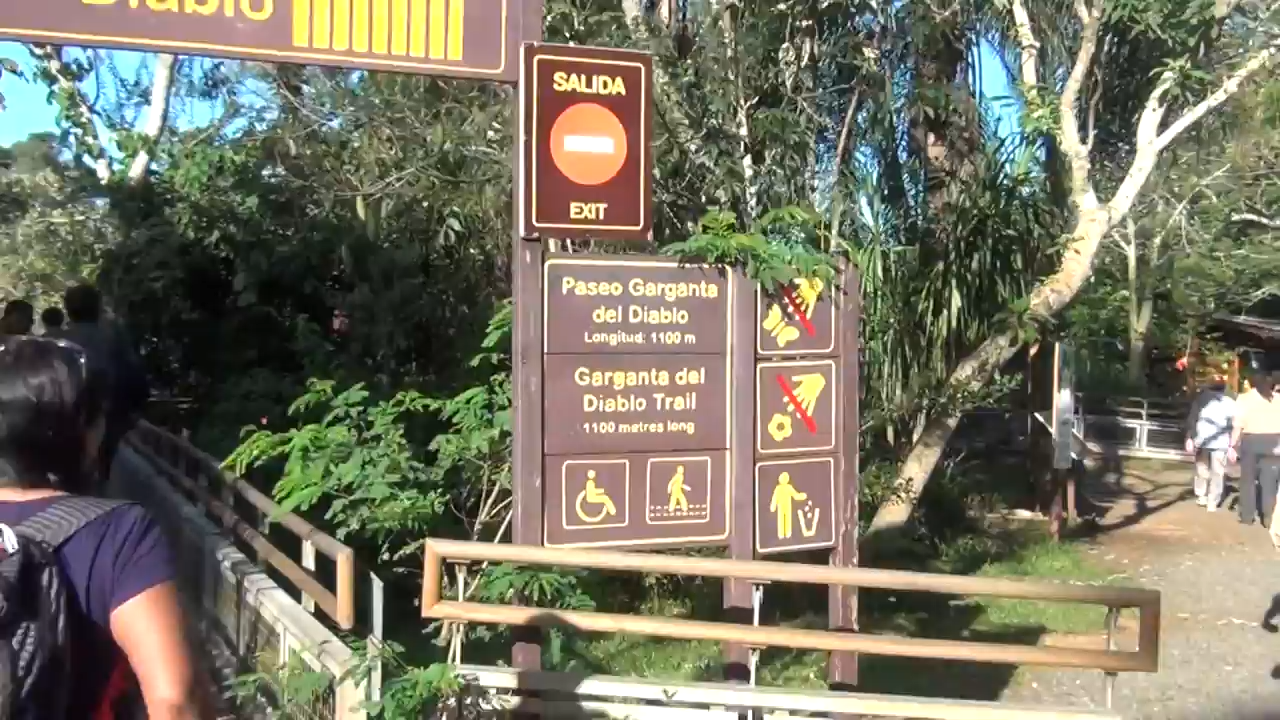 Diablo
SALIDA
EXIT
Paseo Garganta
del Diablo
Longitud: 1100 m
Garganta del
Diablo Trail
1100 metres long